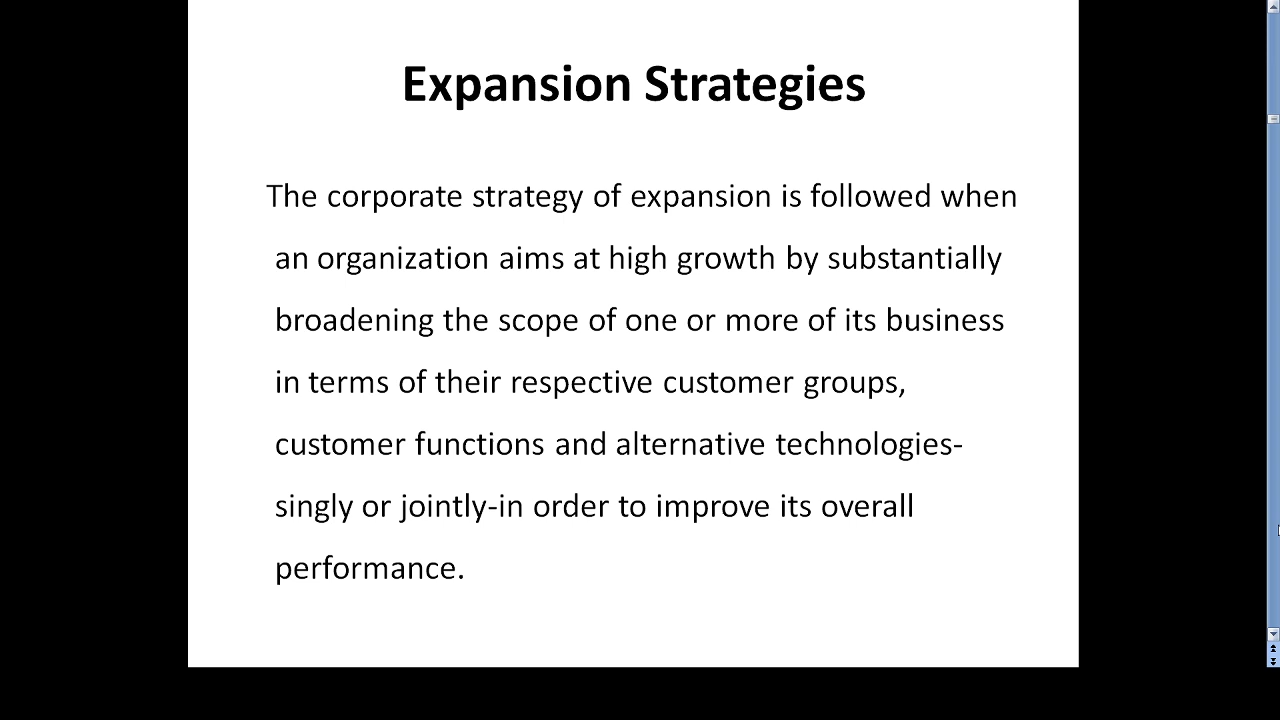 Expansion Strategies
The corporate strategy of expansion is followed when
an organization aims at high growth by substantially
broadening the scope of one or more of its business
in terms of their respective customer groups,
customer functions and alternative technologies-
singly or jointly-in order to improve its overall
performance.